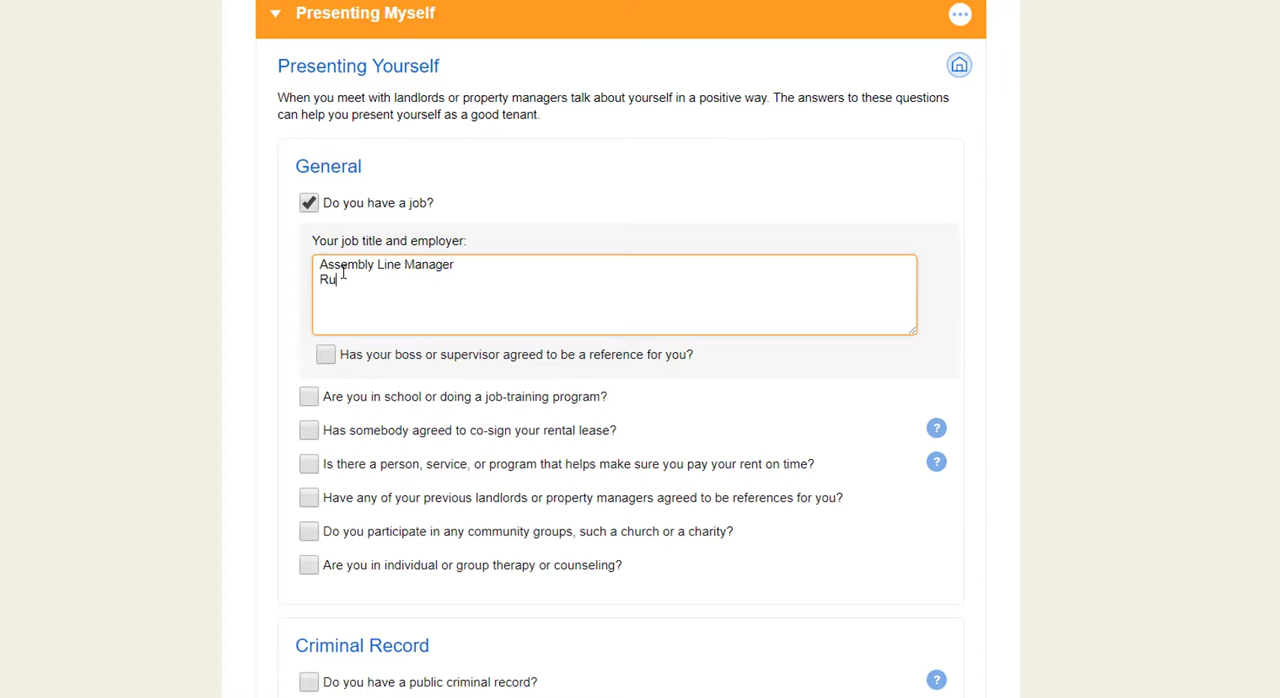 Presenting Myself
Presenting Yourself
When you meet with landlords or property managers talk about yourself in a positive way. The answers to these questions
can help you present yourself as a good tenant.
General
Do you have a job?
Your job title and employer:
Assembly Line Manager
Ru
Has your boss or supervisor agreed to be a reference for you?
Are you in school or doing a job-training program?
Has somebody agreed to co-sign your rental lease?
?
Is there a person, service, or program that helps make sure you pay your rent on time?
?
Have any of your previous landlords or property managers agreed to be references for you?
Do you participate in any community groups, such a church or a charity?
Are you in individual or group therapy or counseling?
Criminal Record
Do you have a public criminal record?
?